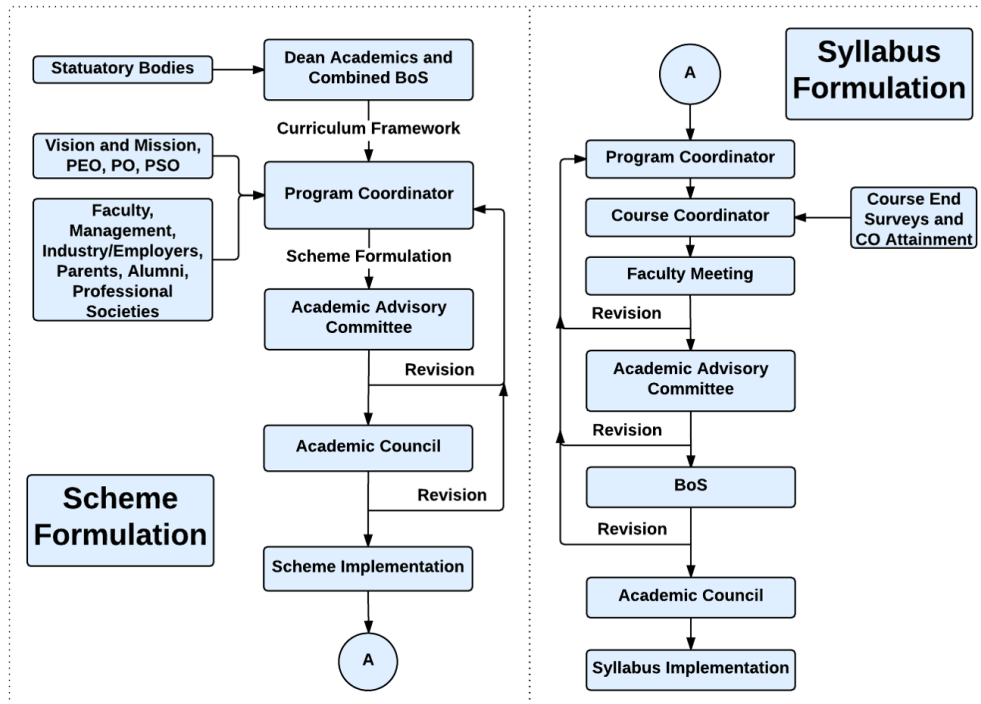 Statuatory Bodies
Dean Academics and
Combined BoS
Curriculum Framework
Vision and Mission,
PEO, PO, PSO
Program Coordinator
Faculty,
Management,
Industry/Employers,
Parents, Alumni,
Professional
Societies
Scheme Formulation
Academic Advisory
Committee
Revision
Academic Council
Revision
Scheme
Formulation
Scheme Implementation
A
Syllabus
Formulation
A
Program Coordinator
Course Coordinator
Course End
Surveys and
CO Attainment
Faculty Meeting
Revision
Academic Advisory
Committee
Revision
BoS
Revision
Academic Council
Syllabus Implementation